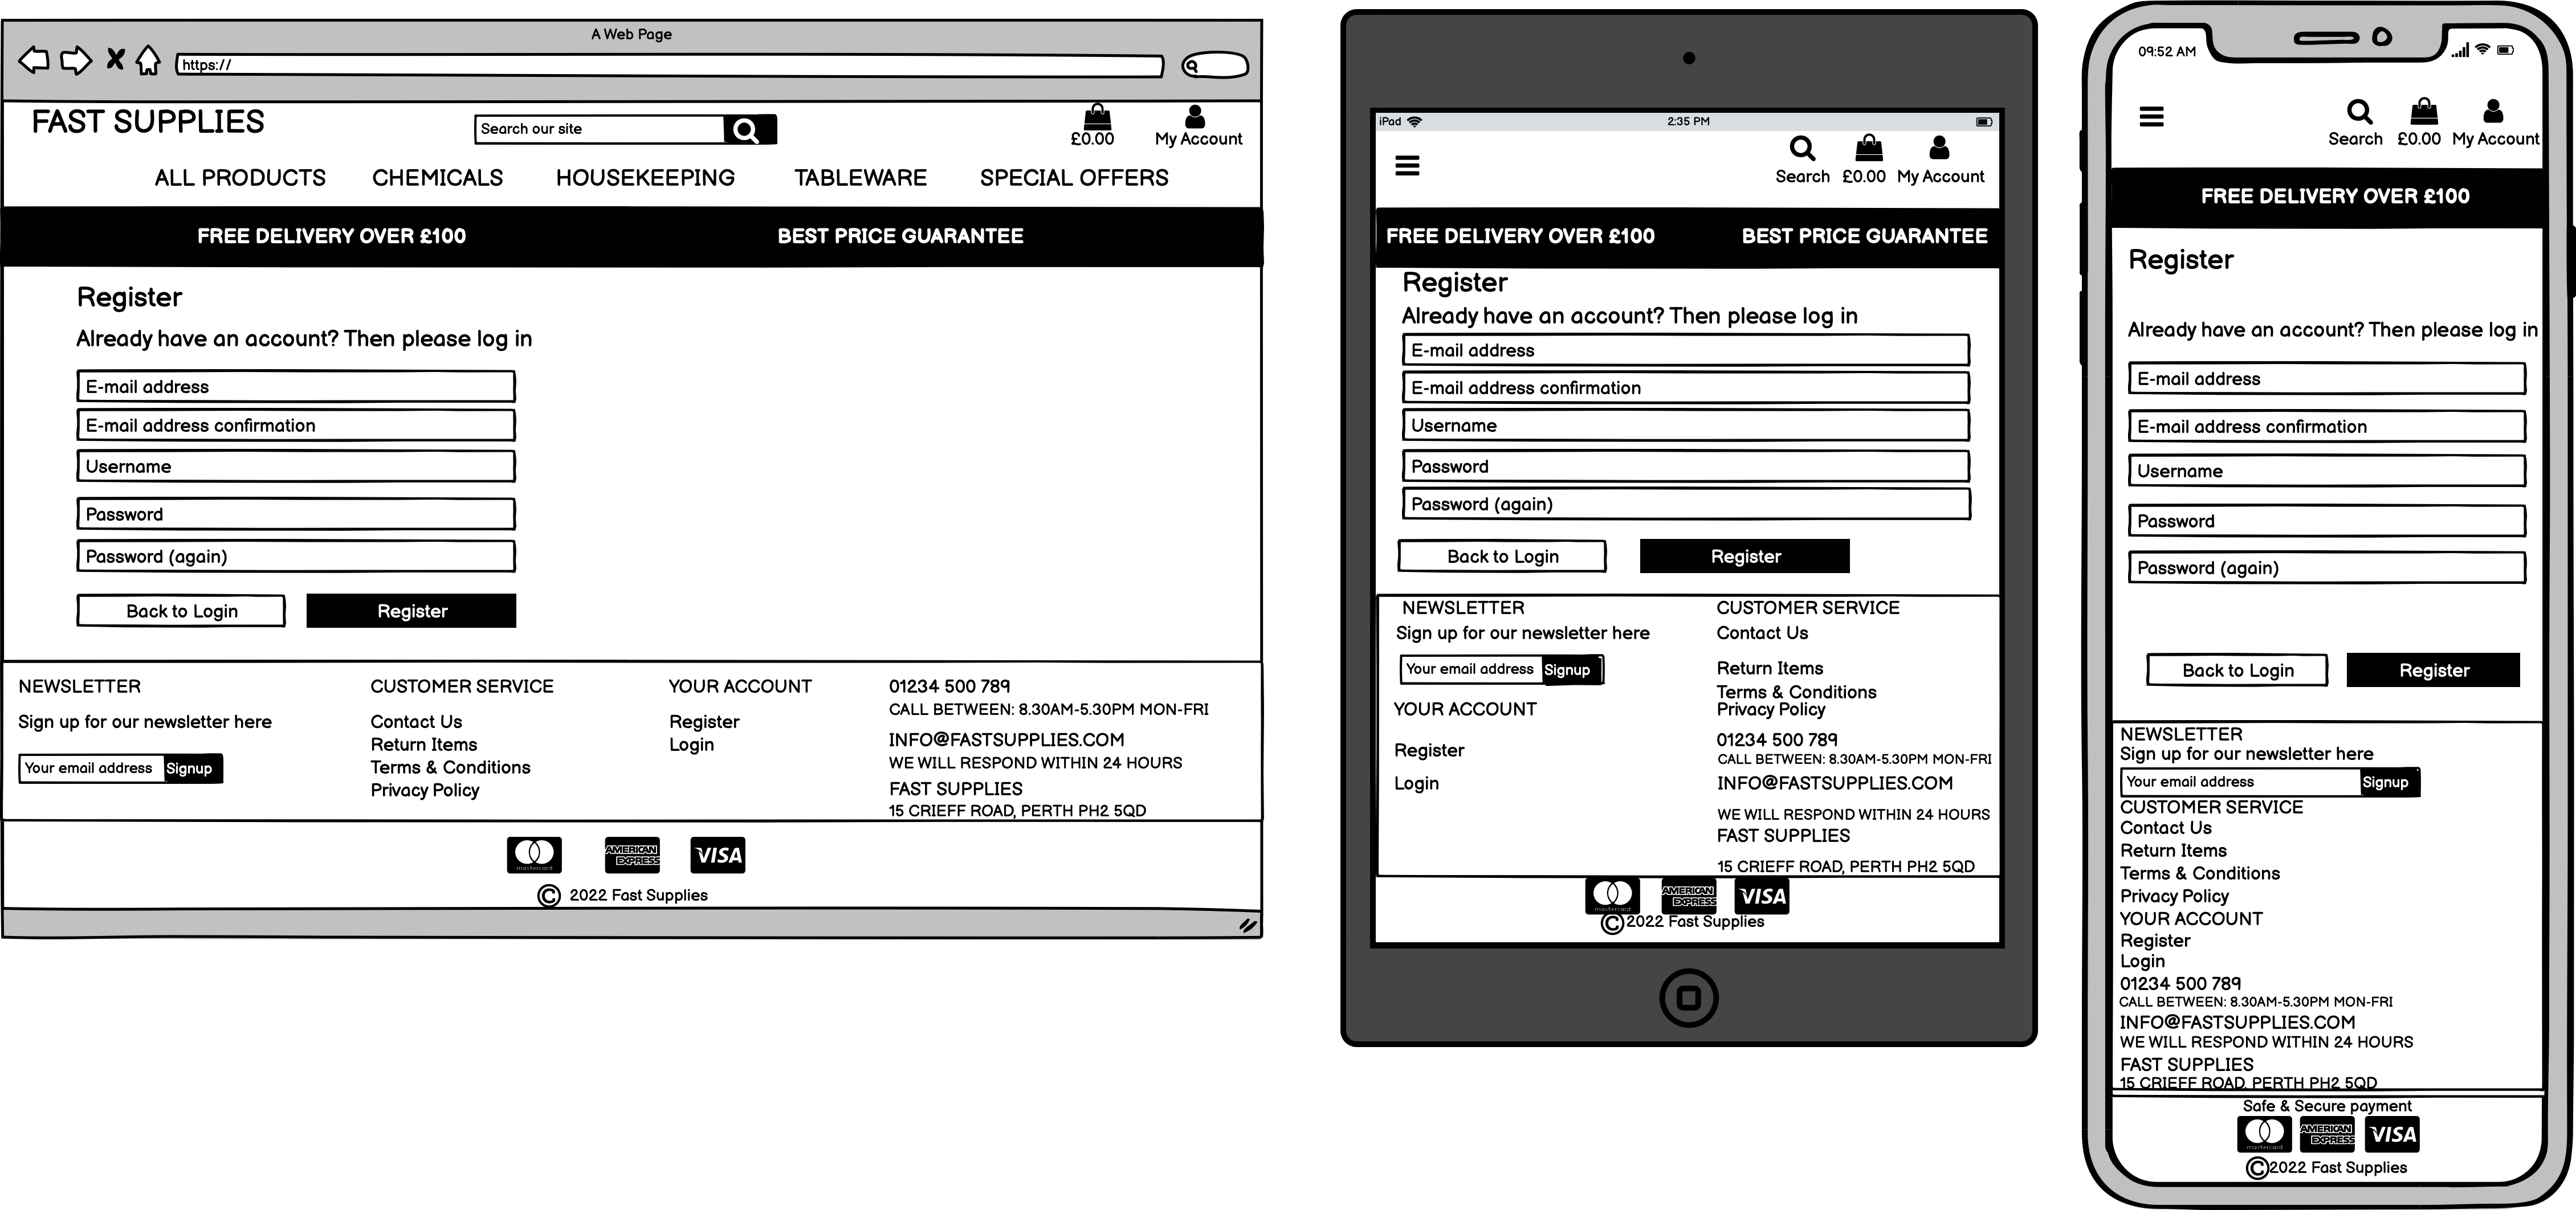 A Web Page
https://
FAST SUPPLIES
Search our site
£0.00
My Account
ALL PRODUCTS CHEMICALS HOUSEKEEPING TABLEWARE SPECIAL OFFERS
FREE DELIVERY OVER £100 BEST PRICE GUARANTEE
Register
Already have an account? Then please log in
E-mail address
E-mail address confirmation
Username
Password
Password (again)
Back to Login Register
NEWSLETTER
Sign up for our newsletter here
Your email address Signup
CUSTOMER SERVICE
Contact Us
Return Items
Terms & Conditions
Privacy Policy
YOUR ACCOUNT
Register
Login
01234 500 789
CALL BETWEEN: 8.30AM-5.30PM MON-FRI
INFO@FASTSUPPLIES.COM
WE WILL RESPOND WITHIN 24 HOURS
FAST SUPPLIES
15 CRIEFF ROAD, PERTH PH2 5QD
mastercard AMERICAN EXPRESS VISA
© 2022 Fast Supplies
iPad 2:35 PM
Search £0.00 My Account
FREE DELIVERY OVER £100 BEST PRICE GUARANTEE
Register
Already have an account? Then please log in
E-mail address
E-mail address confirmation
Username
Password
Password (again)
Back to Login Register
NEWSLETTER
Sign up for our newsletter here
Your email address Signup
YOUR ACCOUNT
Register
Login
CUSTOMER SERVICE
Contact Us
Return Items
Terms & Conditions
Privacy Policy
01234 500 789
CALL BETWEEN: 8.30AM-5.30PM MON-FRI
INFO@FASTSUPPLIES.COM
WE WILL RESPOND WITHIN 24 HOURS
FAST SUPPLIES
15 CRIEFF ROAD, PERTH PH2 5QD
mastercard AMERICAN EXPRESS VISA
©2022 Fast Supplies
09:52 AM
Search £0.00 My Account
FREE DELIVERY OVER £100
Register
Already have an account? Then please log in
E-mail address
E-mail address confirmation
Username
Password
Password (again)
Back to Login Register
NEWSLETTER
Sign up for our newsletter here
Your email address Signup
CUSTOMER SERVICE
Contact Us
Return Items
Terms & Conditions
Privacy Policy
YOUR ACCOUNT
Register
Login
01234 500 789
CALL BETWEEN: 8.30AM-5.30PM MON-FRI
INFO@FASTSUPPLIES.COM
WE WILL RESPOND WITHIN 24 HOURS
FAST SUPPLIES
15 CRIEFF ROAD, PERTH PH2 5QD
Safe & Secure payment
mastercard AMERICAN EXPRESS VISA
©2022 Fast Supplies